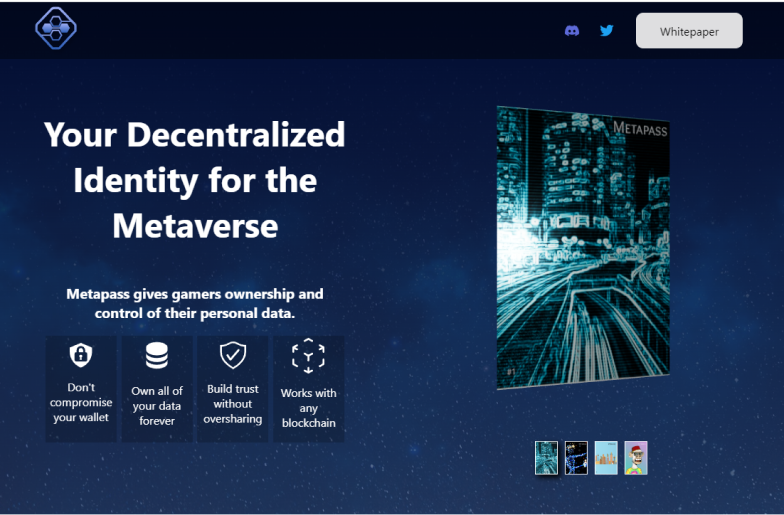 Whitepaper
Your Decentralized
Identity for the
Metaverse
Metapass gives gamers ownership and
control of their personal data.
Don't
compromise
your wallet
Own all of
your data
forever
Build trust
without
oversharing
Works with
any
blockchain
METAPASS
#1